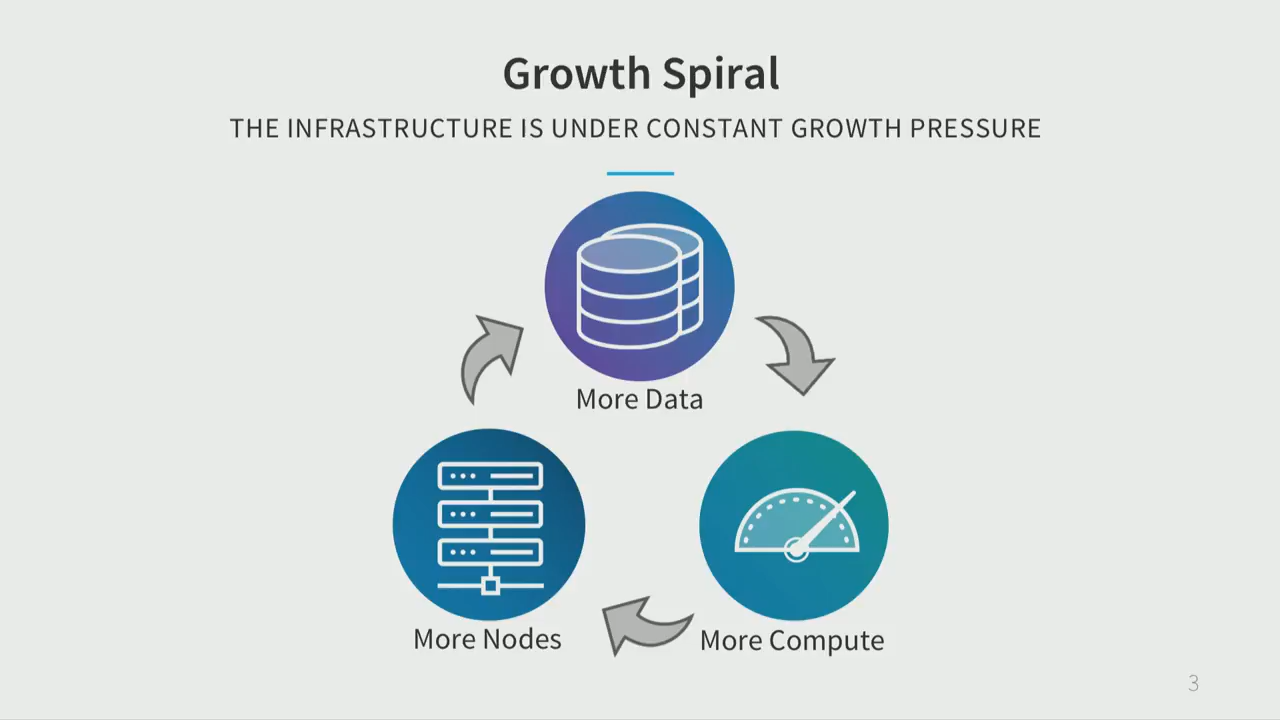 Growth Spiral
THE INFRASTRUCTURE IS UNDER CONSTANT GROWTH PRESSURE
More Data
More Nodes
More Compute
3